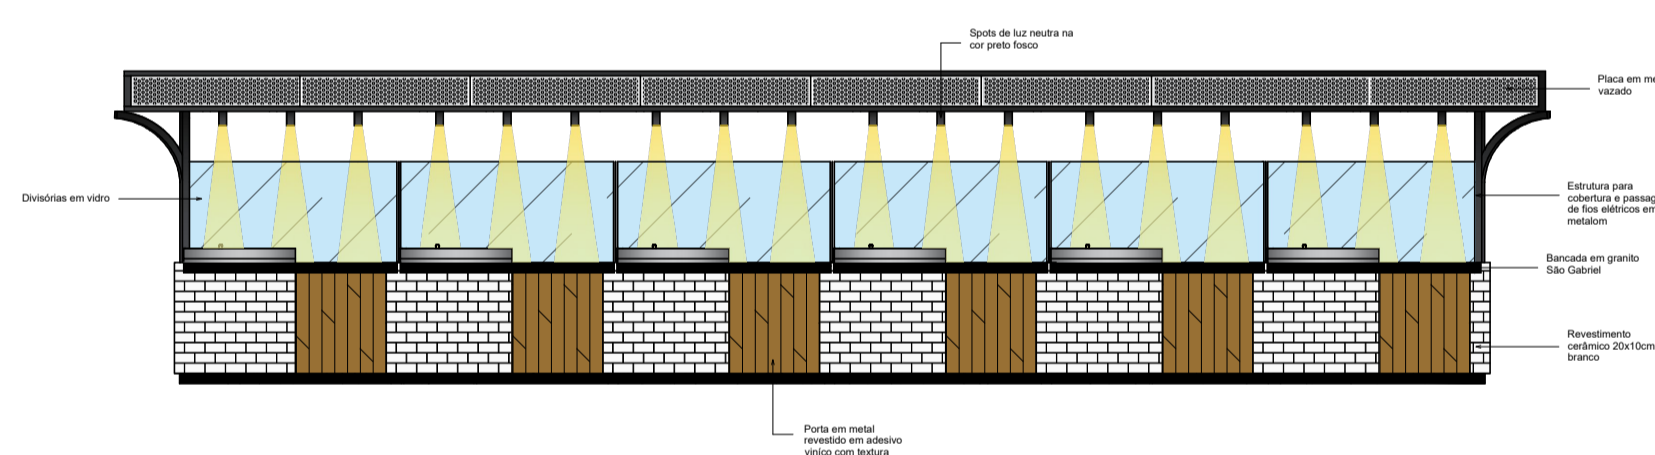 Spots de luz neutra na
cor preto fosco
Placa em me
vazado
Divisórias em vidro
Estrutura para
cobertura e passag
de fios elétricos em
metalom
Bancada em granito
São Gabriel
Revestimento
cerâmico 20x10cm
branco
Porta em metal
revestido em adesivo
viníco com textura